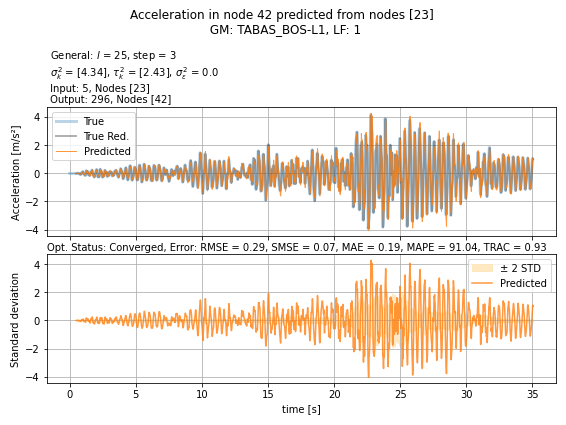 Acceleration in node 42 predicted from nodes [23]
GM: TABAS_BOS-L1, LF: 1
General: l = 25, step = 3
σ²ₖ = [4.34], τ²ₖ = [2.43], σ²ε = 0.0
Input: 5, Nodes [23]
Output: 296, Nodes [42]
True
True Red.
Predicted
Acceleration [m/s²]
4
2
0
−2
−4
Opt. Status: Converged, Error: RMSE = 0.29, SMSE = 0.07, MAE = 0.19, MAPE = 91.04, TRAC = 0.93
± 2 STD
Predicted
Standard deviation
4
2
0
−2
−4
0 5 10 15 20 25 30 35
time [s]